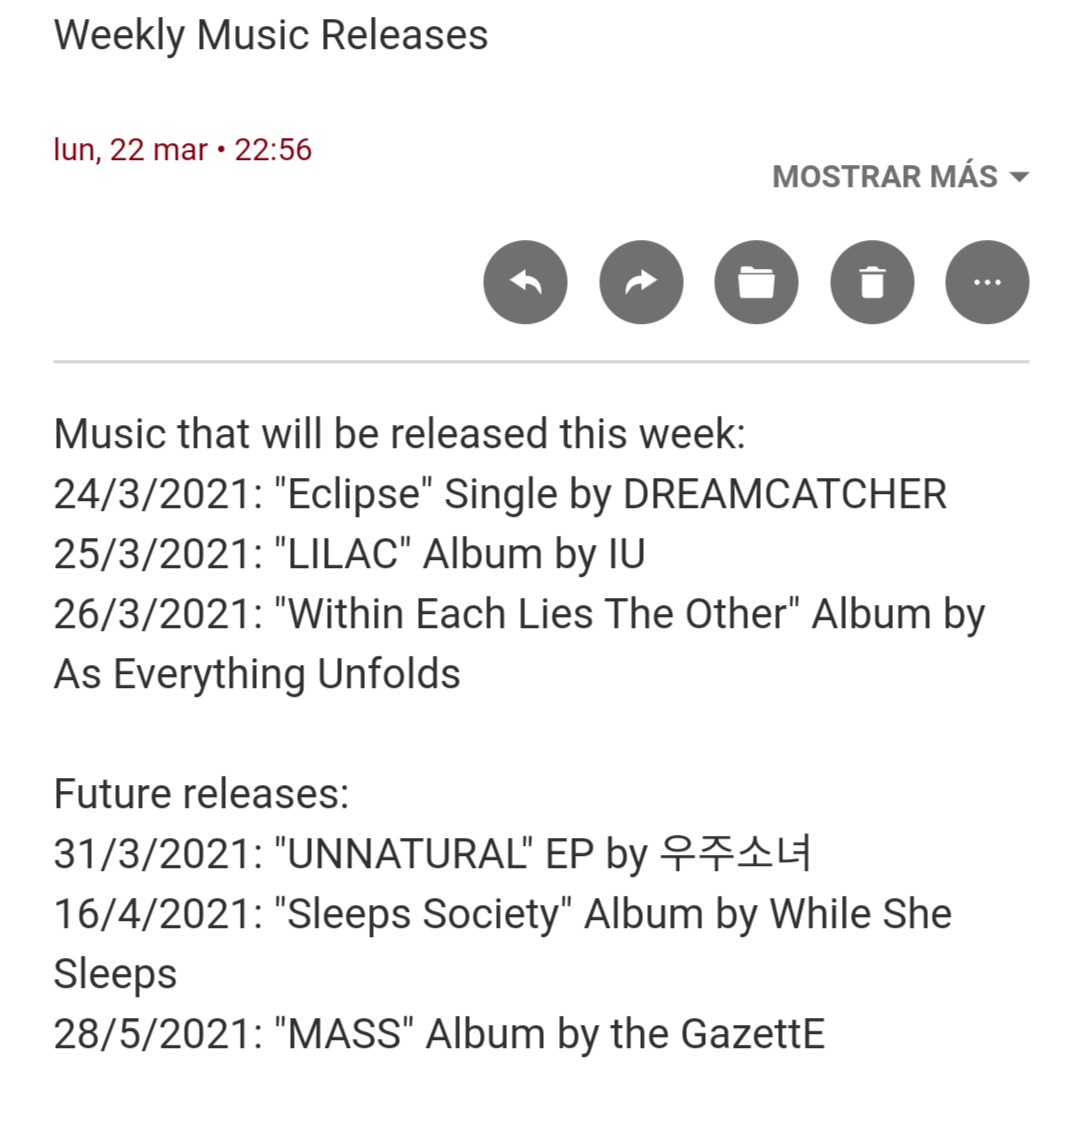 Weekly Music Releases
lun, 22 mar • 22:56
MOSTRAR MÁS
Music that will be released this week:
24/3/2021: "Eclipse" Single by DREAMCATCHER
25/3/2021: "LILAC" Album by IU
26/3/2021: "Within Each Lies The Other" Album by
As Everything Unfolds
Future releases:
31/3/2021: "UNNATURAL" EP by 우주소녀
16/4/2021: "Sleeps Society" Album by While She
Sleeps
28/5/2021: "MASS" Album by the GazettE